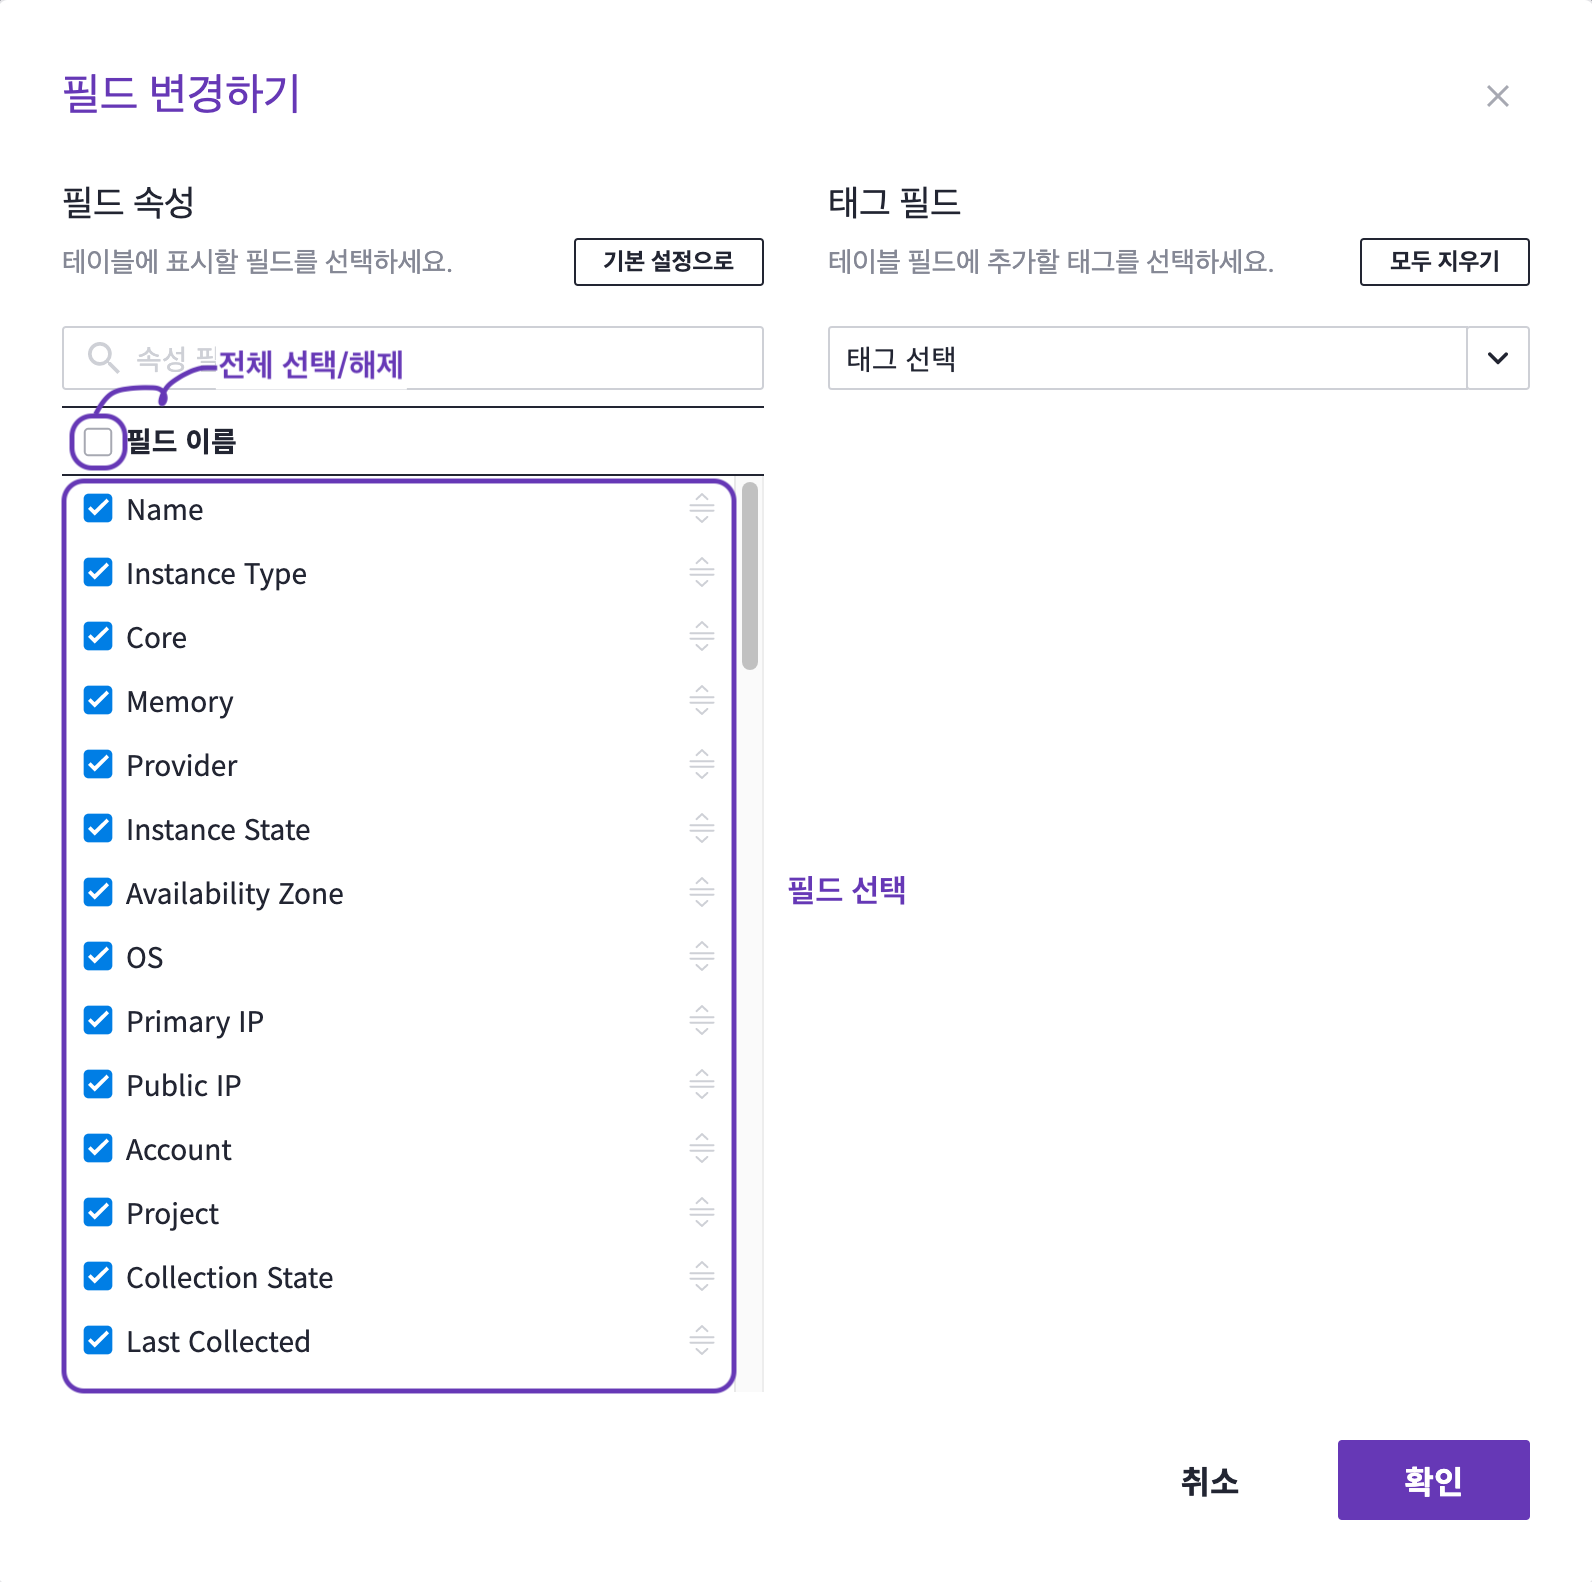 필드 변경하기
필드 속성
테이블에 표시할 필드를 선택하세요.
기본 설정으로
속성
전체 선택/해제
필드 이름
Name
Instance Type
Core
Memory
Provider
Instance State
Availability Zone
OS
Primary IP
Public IP
Account
Project
Collection State
Last Collected
태그 필드
테이블 필드에 추가할 태그를 선택하세요.
모두 지우기
태그 선택
필드 선택
취소
확인